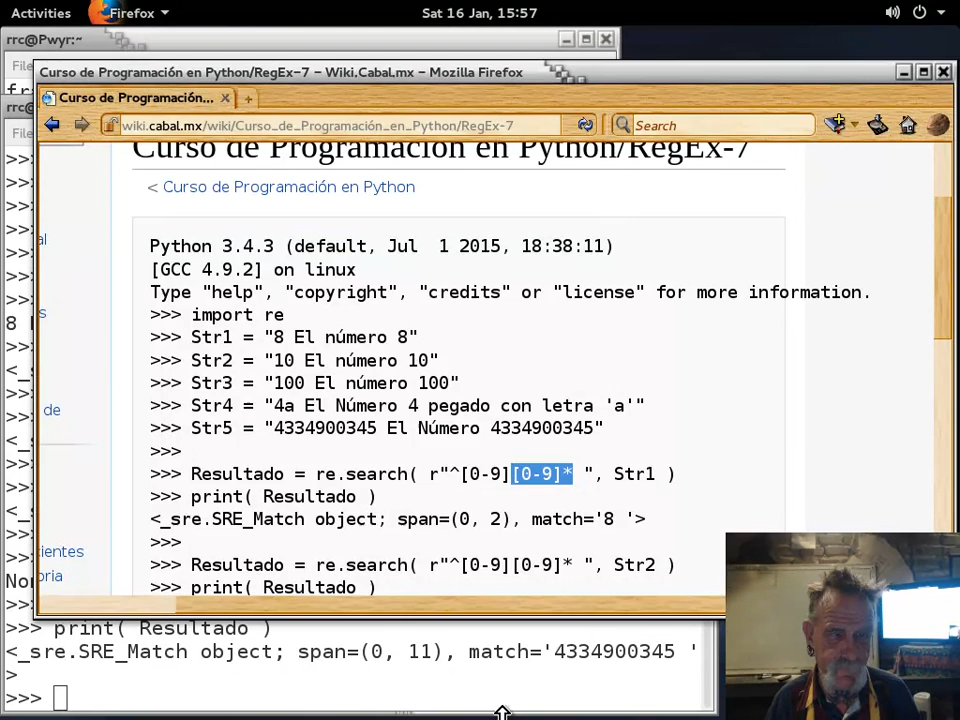 Activities Firefox Sat 16 Jan, 15:57
rrc@Pwyr:~
Curso de Programación en Python/RegEx-7 – Wiki.Cabal.mx – Mozilla Firefox
Curso de Programación... × +
wiki.cabal.mx/wiki/Curso_de_Programación_en_Python/RegEx-7 Search
Curso de Programación en Python/RegEx-7
< Curso de Programación en Python
Python 3.4.3 (default, Jul  1 2015, 18:38:11)
[GCC 4.9.2] on linux
Type "help", "copyright", "credits" or "license" for more information.
>>> import re
>>> Str1 = "8 El número 8"
>>> Str2 = "10 El número 10"
>>> Str3 = "100 El número 100"
>>> Str4 = "4a El Número 4 pegado con letra 'a'"
>>> Str5 = "4334900345 El Número 4334900345"
>>>
>>> Resultado = re.search( r"^[0-9][0-9]* ", Str1 )
>>> print( Resultado )
<_sre.SRE_Match object; span=(0, 2), match='8 '>
>>>
>>> Resultado = re.search( r"^[0-9][0-9]* ", Str2 )
>>> print( Resultado )
>>> print( Resultado )
<_sre.SRE_Match object; span=(0, 11), match='4334900345 '
>
>>>